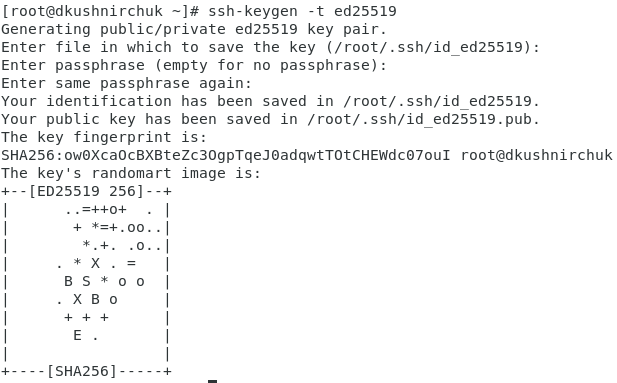 [root@dkushnirchuk ~]# ssh-keygen -t ed25519
Generating public/private ed25519 key pair.
Enter file in which to save the key (/root/.ssh/id_ed25519):
Enter passphrase (empty for no passphrase):
Enter same passphrase again:
Your identification has been saved in /root/.ssh/id_ed25519.
Your public key has been saved in /root/.ssh/id_ed25519.pub.
The key fingerprint is:
SHA256:ow0XcaOcBXBteZc3OgpTqeJ0adqwtTOtCHEWdc07ouI root@dkushnirchuk
The key's randomart image is:
+--[ED25519 256]--+
|      ..=++o+  . |
|       + *=+.oo..|
|        *.+. .o..|
|     . * X . =   |
|      B S * o o  |
|     . X B o     |
|      + + +      |
|       E .       |
|                 |
+----[SHA256]-----+